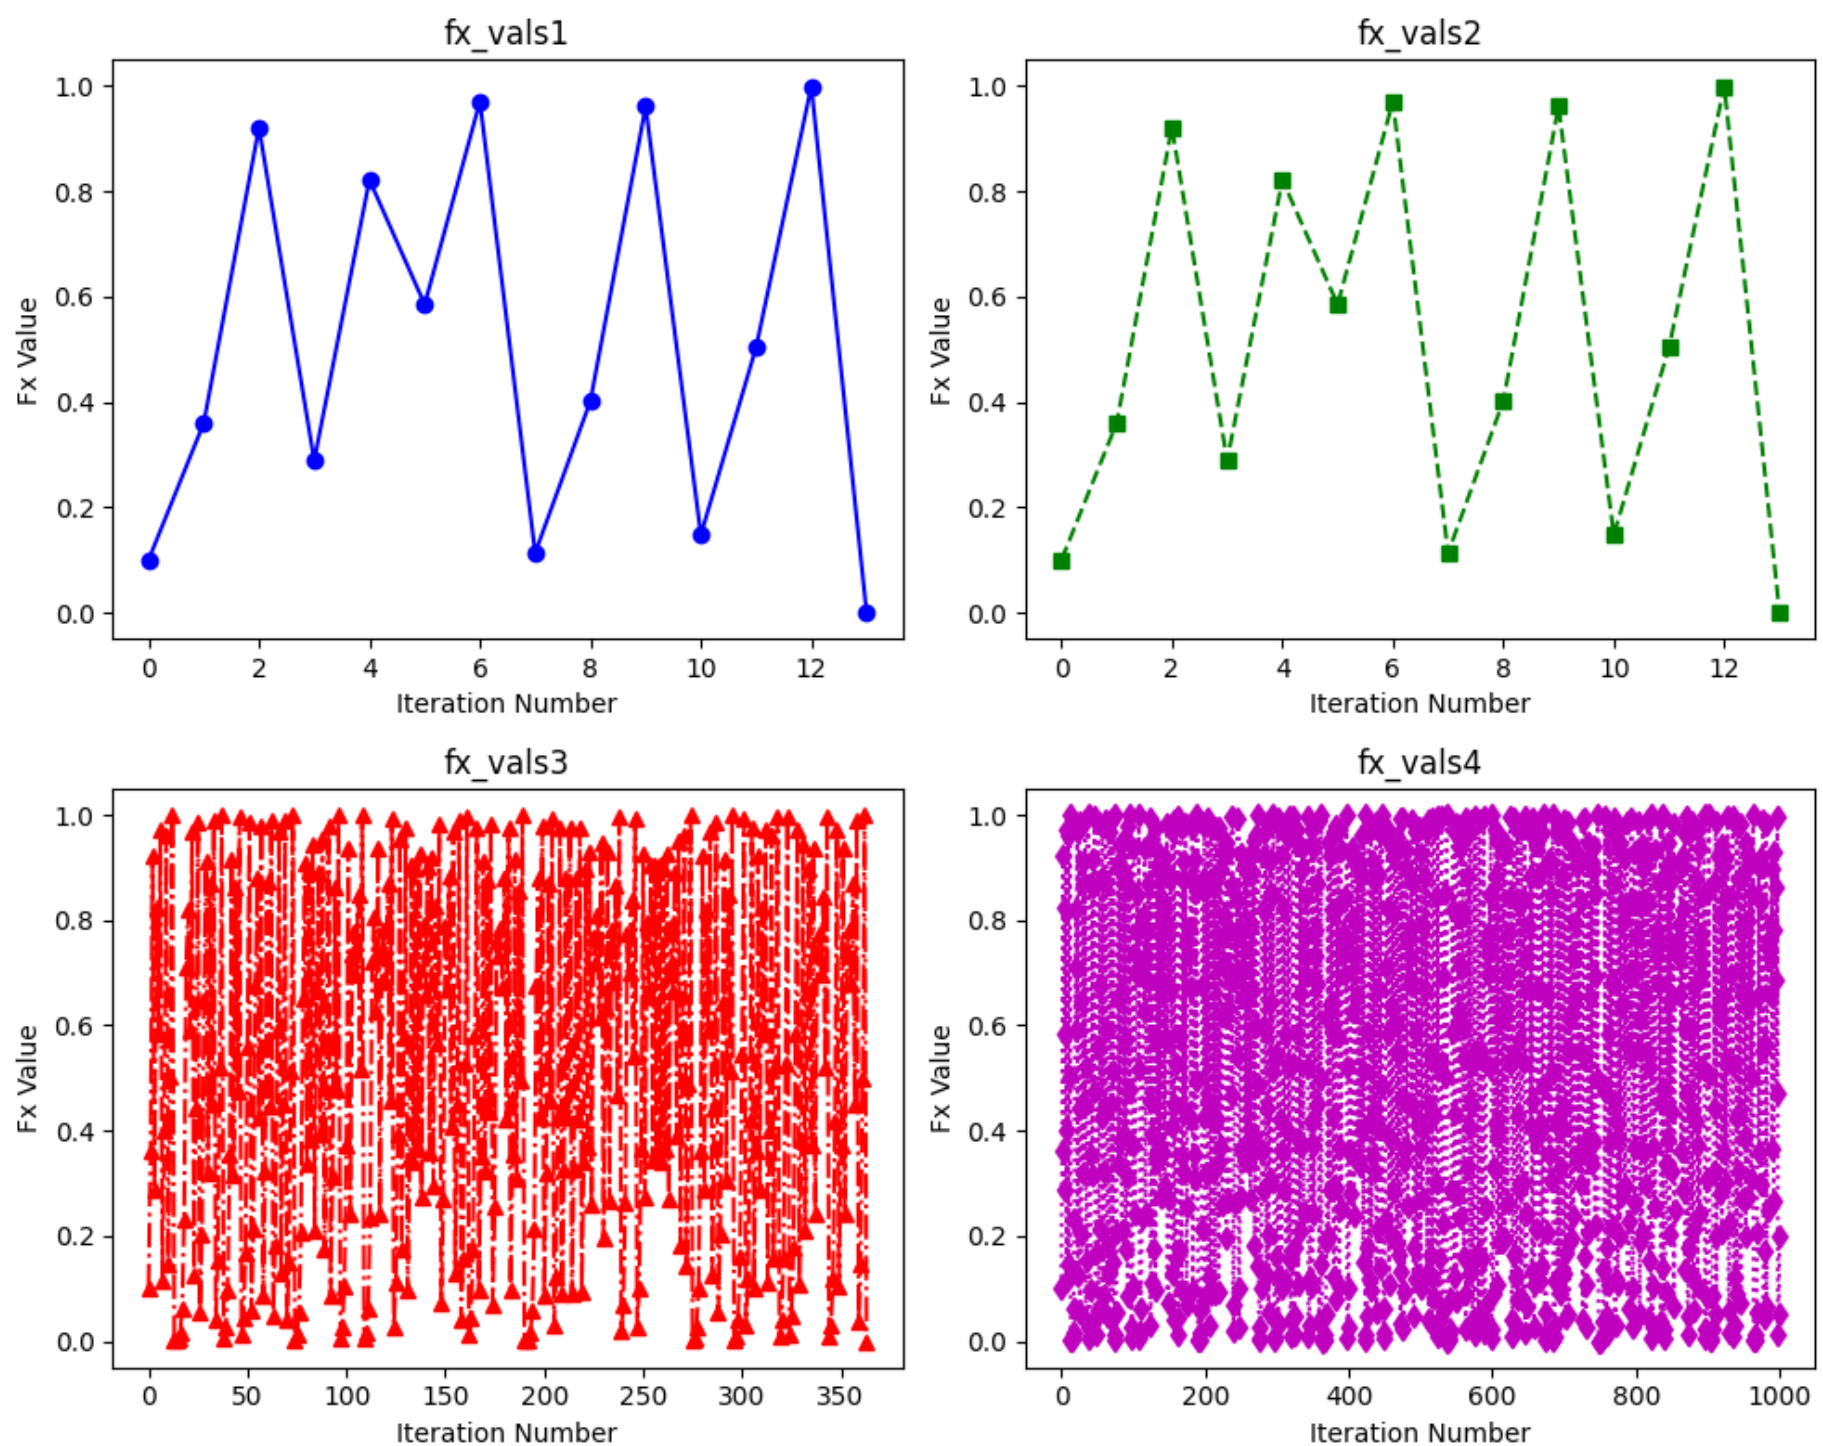 fx_vals1
1.0
0.8
0.6
0.4
0.2
0.0
Fx Value
0 2 4 6 8 10 12
Iteration Number
fx_vals2
1.0
0.8
0.6
0.4
0.2
0.0
Fx Value
0 2 4 6 8 10 12
Iteration Number
fx_vals3
1.0
0.8
0.6
0.4
0.2
0.0
Fx Value
0 50 100 150 200 250 300 350
Iteration Number
fx_vals4
1.0
0.8
0.6
0.4
0.2
0.0
Fx Value
0 200 400 600 800 1000
Iteration Number